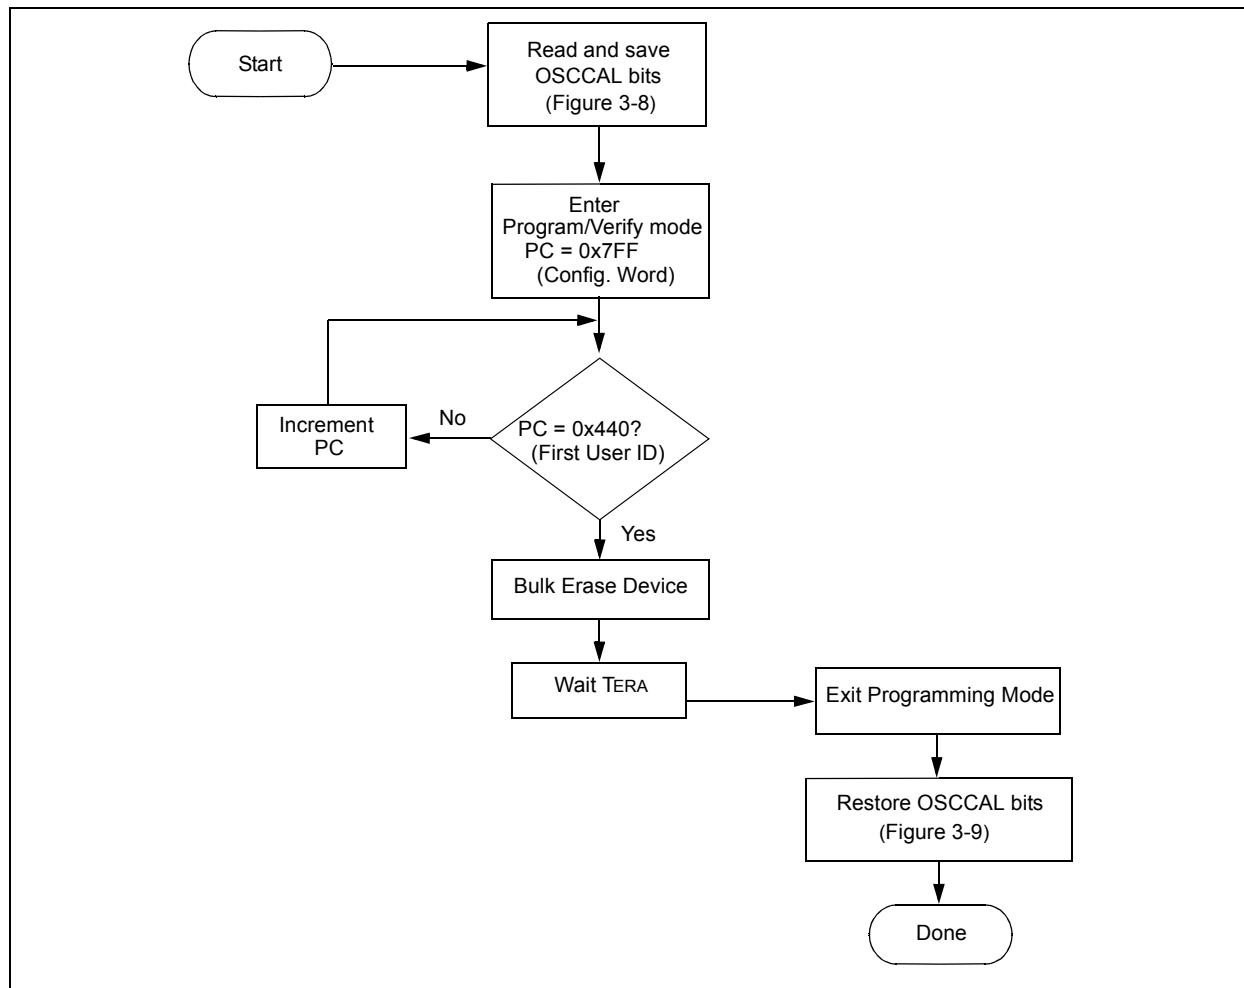 Start
Read and save
OSCCAL bits
(Figure 3-8)
Enter
Program/Verify mode
PC = 0x7FF
(Config. Word)
Increment
PC
No
PC = 0x440?
(First User ID)
Yes
Bulk Erase Device
Wait TERA
Exit Programming Mode
Restore OSCCAL bits
(Figure 3-9)
Done